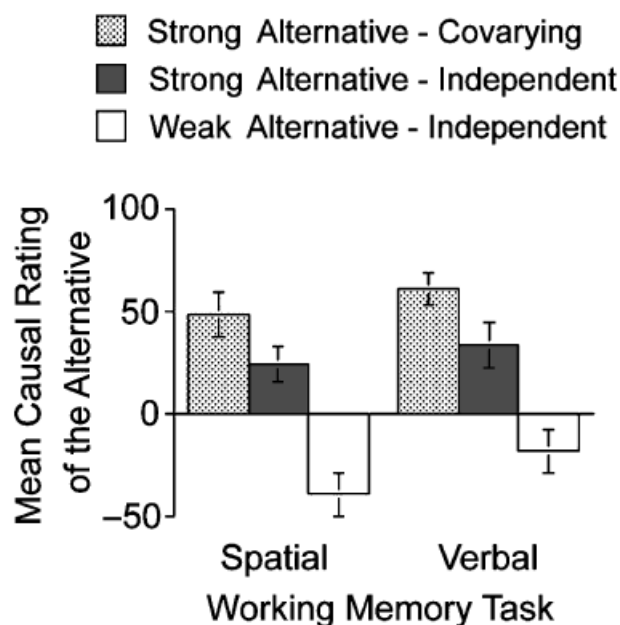 Strong Alternative - Covarying
Strong Alternative - Independent
Weak Alternative - Independent
Mean Causal Rating
of the Alternative
100
50
0
–50
Spatial
Verbal
Working Memory Task